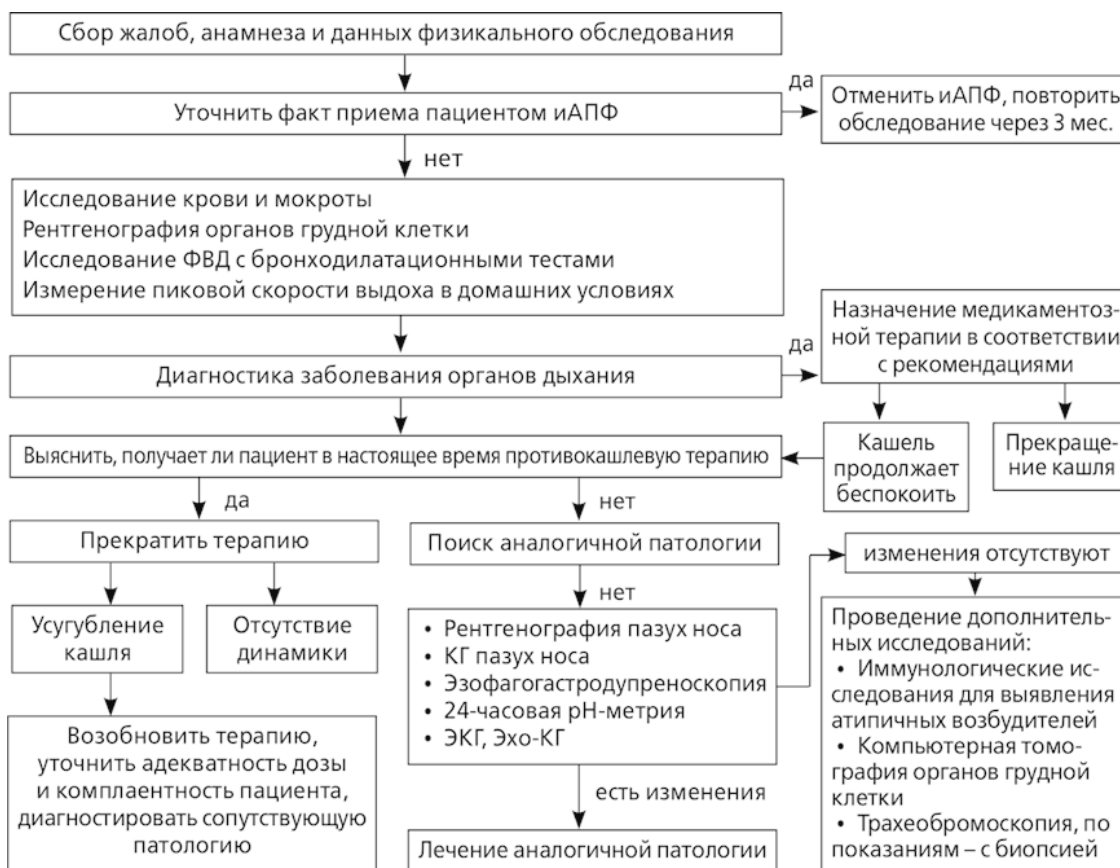 Сбор жалоб, анамнеза и данных физикального обследования
да
Уточнить факт приема пациентом иАПФ
Отменить иАПФ, повторить
обследование через 3 мес.
нет
Исследование крови и мокроты
Рентгенография органов грудной клетки
Исследование ФВД с бронходилатационными тестами
Измерение пиковой скорости выдоха в домашних условиях
Назначение медикаментоз-
ной терапии в соответствии
с рекомендациями
да
Диагностика заболевания органов дыхания
Выяснить, получает ли пациент в настоящее время противокашлевую терапию
Кашель
продолжает
беспокоить
Прекраще-
ние кашля
да
нет
Прекратить терапию
Поиск аналогичной патологии
изменения отсутствуют
нет
Усугубление
кашля
Отсутствие
динамики
• Рентгенография пазух носа
• КГ пазух носа
• Эзофагогастродупреноскопия
• 24-часовая pH-метрия
• ЭКГ, Эхо-КГ
Проведение дополнитель-
ных исследований:
• Иммунологические ис-
следования для выявления
атипичных возбудителей
• Компьютерная томо-
графия органов грудной
клетки
• Трахеобромоскопия, по
показаниям – с биопсией
Возобновить терапию,
уточнить адекватность дозы
и комплаентность пациента,
диагностировать сопутствующую
патологию
есть изменения
Лечение аналогичной патологии